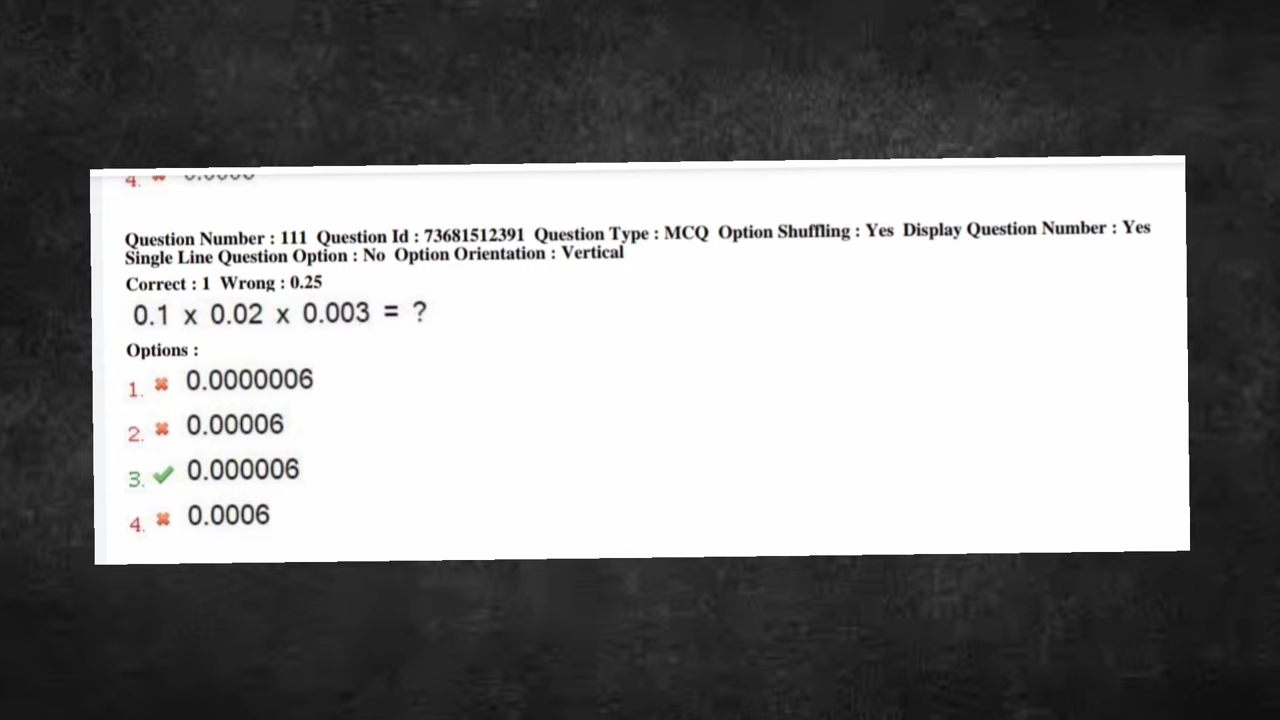 4.
Question Number : 111 Question Id : 73681512391 Question Type : MCQ Option Shuffling : Yes Display Question Number : Yes
Single Line Question Option : No Option Orientation : Vertical
Correct : 1 Wrong : 0.25
0.1 x 0.02 x 0.003 = ?
Options :
1. 0.0000006
2. 0.00006
3. 0.000006
4. 0.0006